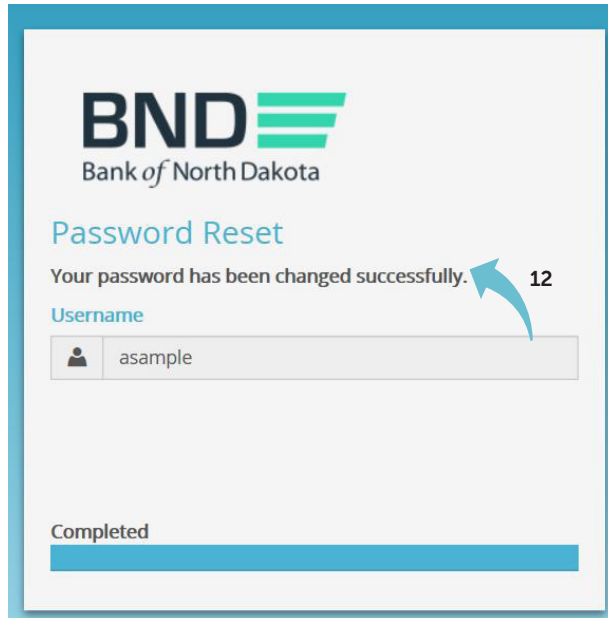 BND
Bank of North Dakota
Password Reset
Your password has been changed successfully. 12
Username
asample
Completed